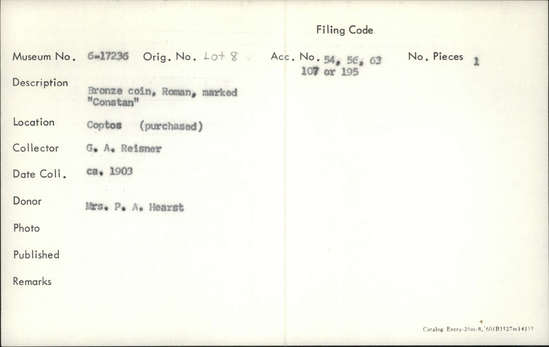 Filing Code
Museum No. 6-17236 Orig. No. Lot 8 Acc. No. 54, 56, 63 No. Pieces 1
107 or 195
Description Bronze coin, Roman, marked
"Constan"
Location Coptos (purchased)
Collector G. A. Reisner
Date Coll. ca. 1903
Donor Mrs. P. A. Hearst
Photo
Published
Remarks
Catalog Entry